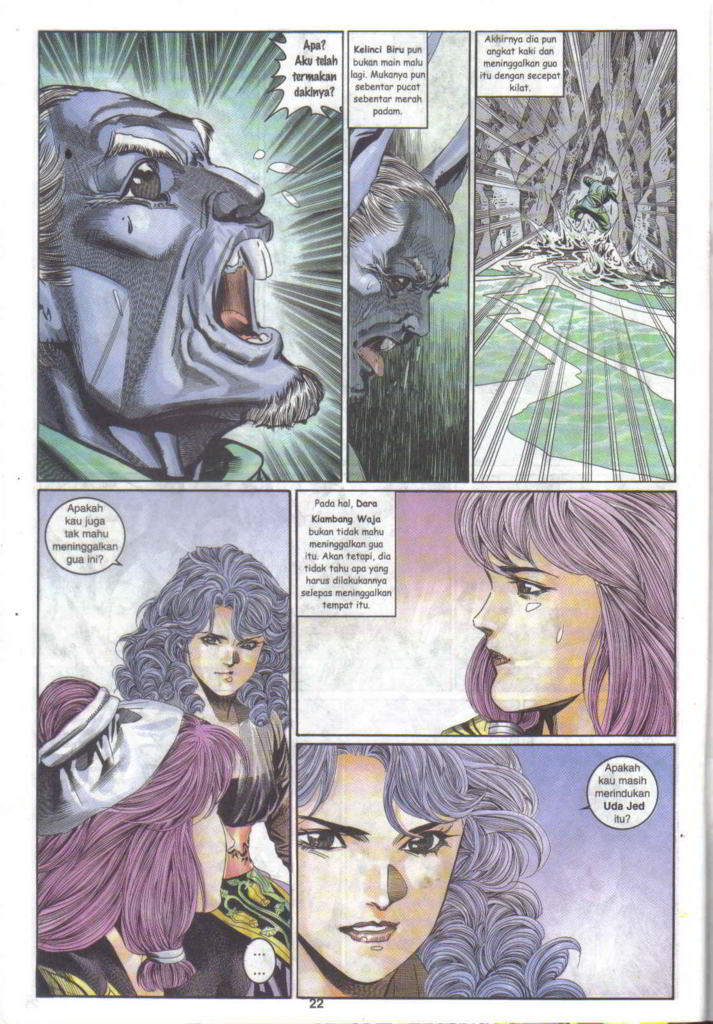 Apa?
Aku telah
termakan
dakinya?
Kelinci Biru pun
bukan main malu
lagi. Mukanya pun
sebentar pucat
sebentar merah
padam.
Akhirnya dia pun
angkat kaki dan
meninggalkan gua
itu dengan secepat
kilat.
Apakah
kau juga
tak mahu
meninggalkan
gua ini?
...
...
Pada hal, Dara
Kiambang Waja
bukan tidak mahu
meninggalkan gua
itu. Akan tetapi, dia
tidak tahu apa yang
harus dilakukannya
selepas meninggalkan
tempat itu.
Apakah
kau masih
merindukan
Uda Jed
itu?
22